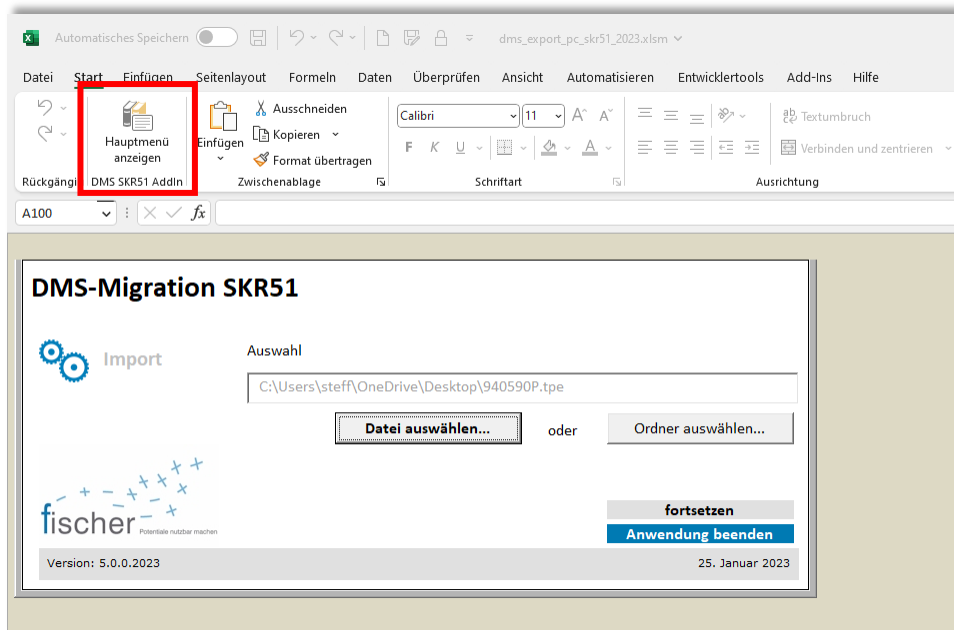 Automatisches Speichern
dms_export_pc_skr51_2023.xlsm
Datei Start Einfügen Seitenlayout Formeln Daten Überprüfen Ansicht Automatisieren Entwicklertools Add-Ins Hilfe
Hauptmenü
anzeigen
Einfügen
Ausschneiden
Kopieren
Format übertragen
Calibri 11
F K U
ab Textumbruch
Verbinden und zentrieren
Rückgängi DMS SKR51 AddIn Zwischenablage Schriftart Ausrichtung
A100 fx
DMS-Migration SKR51
Import
Auswahl
C:\Users\steff\OneDrive\Desktop\940590P.tpe
Datei auswählen... oder Ordner auswählen...
fischer Potentiale nutzbar machen
fortsetzen
Anwendung beenden
Version: 5.0.0.2023 25. Januar 2023